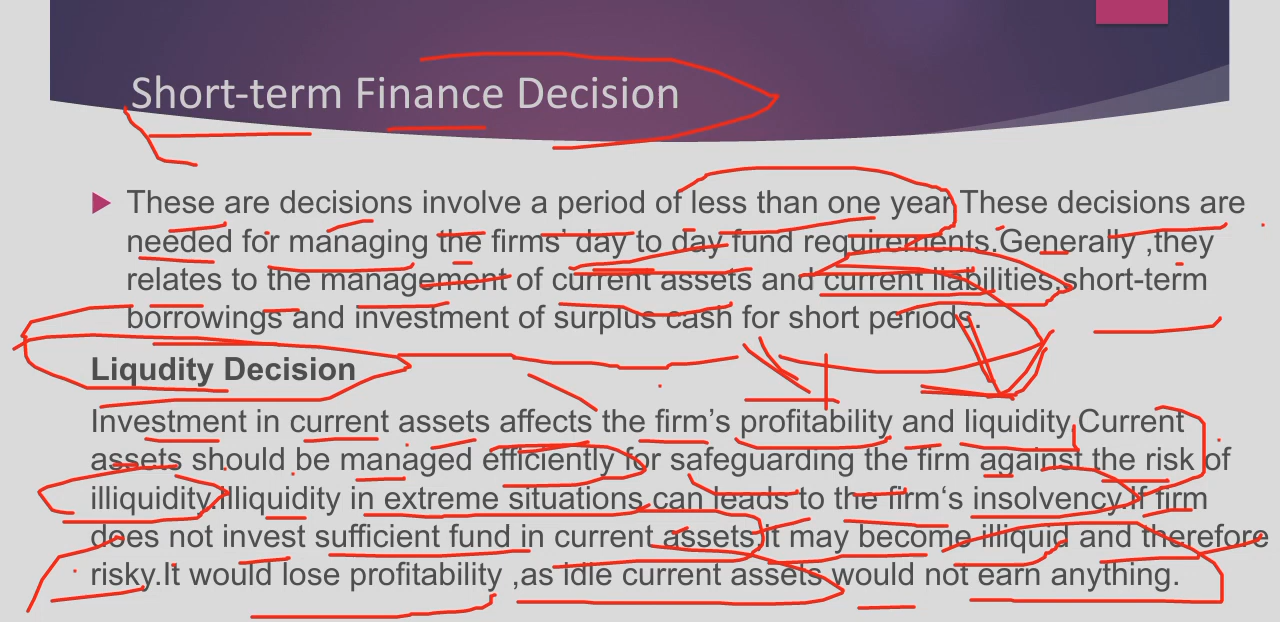 Short-term Finance Decision
These are decisions involve a period of less than one year.These decisions are
needed for managing the firms' day to day fund requirements.Generally ,they
relates to the management of current assets and current liabilities.short-term
borrowings and investment of surplus cash for short periods.
Liqudity Decision
Investment in current assets affects the firm's profitability and liquidity.Current
assets should be managed efficiently for safeguarding the firm against the risk of
illiquidity.Illiquidity in extreme situations.can leads to the firm's insolvency.If firm
does not invest sufficient fund in current assets,it may become illiquid and therefore
risky.It would lose profitability ,as idle current assets would not earn anything.